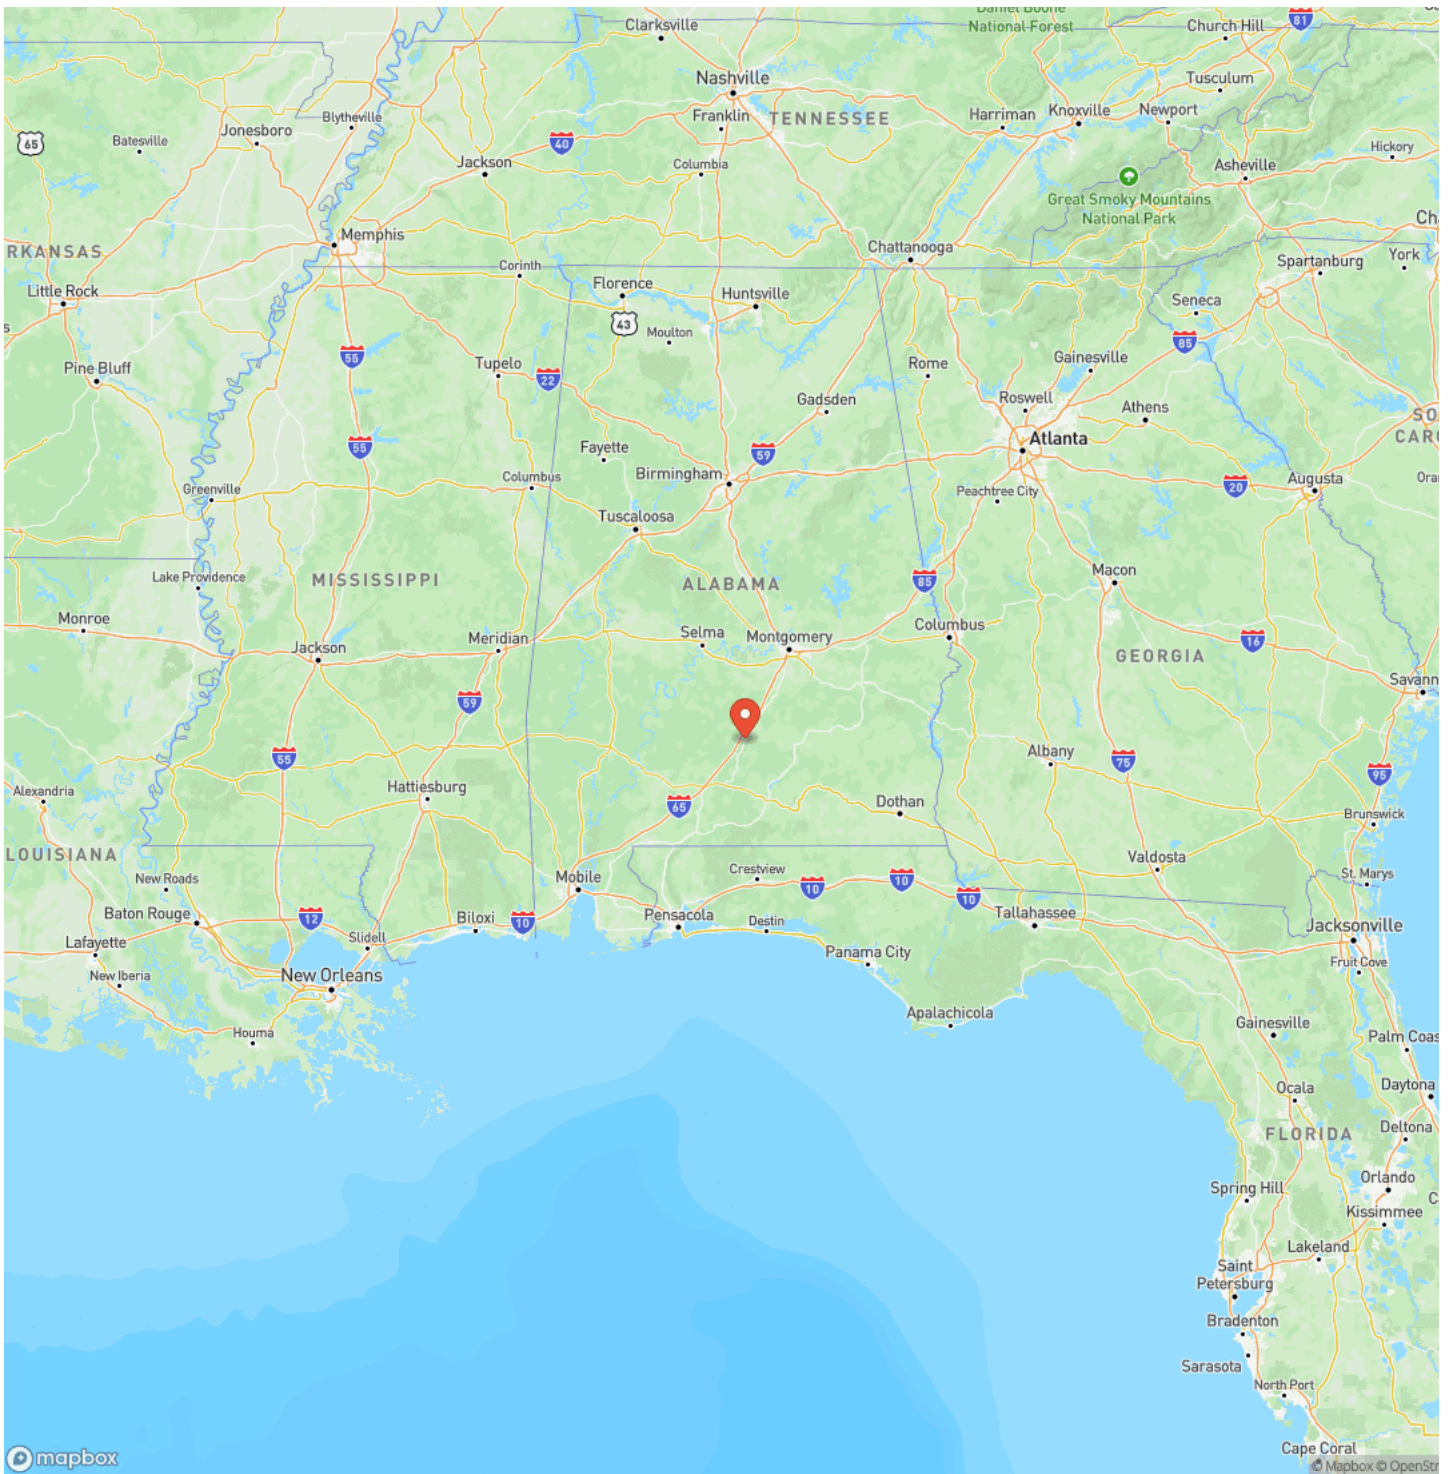 Daniel Boone
National Forest
Clarksville
Church Hill
81
Nashville
Tusculum
Blytheville
Franklin
TENNESSEE
Harriman
Knoxville
Newport
65
Batesville
Jonesboro
40
Jackson
Columbia
Asheville
Hickory
Great Smoky Mountains
National Park
Memphis
Chattanooga
RKANSAS
Corinth
Spartanburg
York
Little Rock
Florence
Huntsville
Seneca
43
Moulton
55
85
Pine Bluff
Tupelo
22
Rome
Gainesville
Gadsden
Roswell
Athens
SO
CAR
55
Fayette
59
Atlanta
Birmingham
Columbus
Greenville
Peachtree City
20
Augusta
Tuscaloosa
Lake Providence
MISSISSIPPI
ALABAMA
85
Macon
Monroe
Selma
Montgomery
Columbus
16
Jackson
Meridian
GEORGIA
Savann
59
55
Albany
75
95
Alexandria
Hattiesburg
65
Dothan
Brunswick
LOUISIANA
Valdosta
New Roads
Mobile
Crestview
10
10
10
St. Marys
Baton Rouge
12
Biloxi
10
Pensacola
Destin
Tallahassee
Jacksonville
Lafayette
Slidell
Panama City
Fruit Cove
New Iberia
New Orleans
Apalachicola
Gainesville
Houma
Palm Coas
Ocala
Daytona
FLORIDA
Deltona
Spring Hill
Orlando
Kissimmee
Lakeland
Saint
Petersburg
Bradenton
Sarasota
North Port
Cape Coral
mapbox
© Mapbox © OpenStr